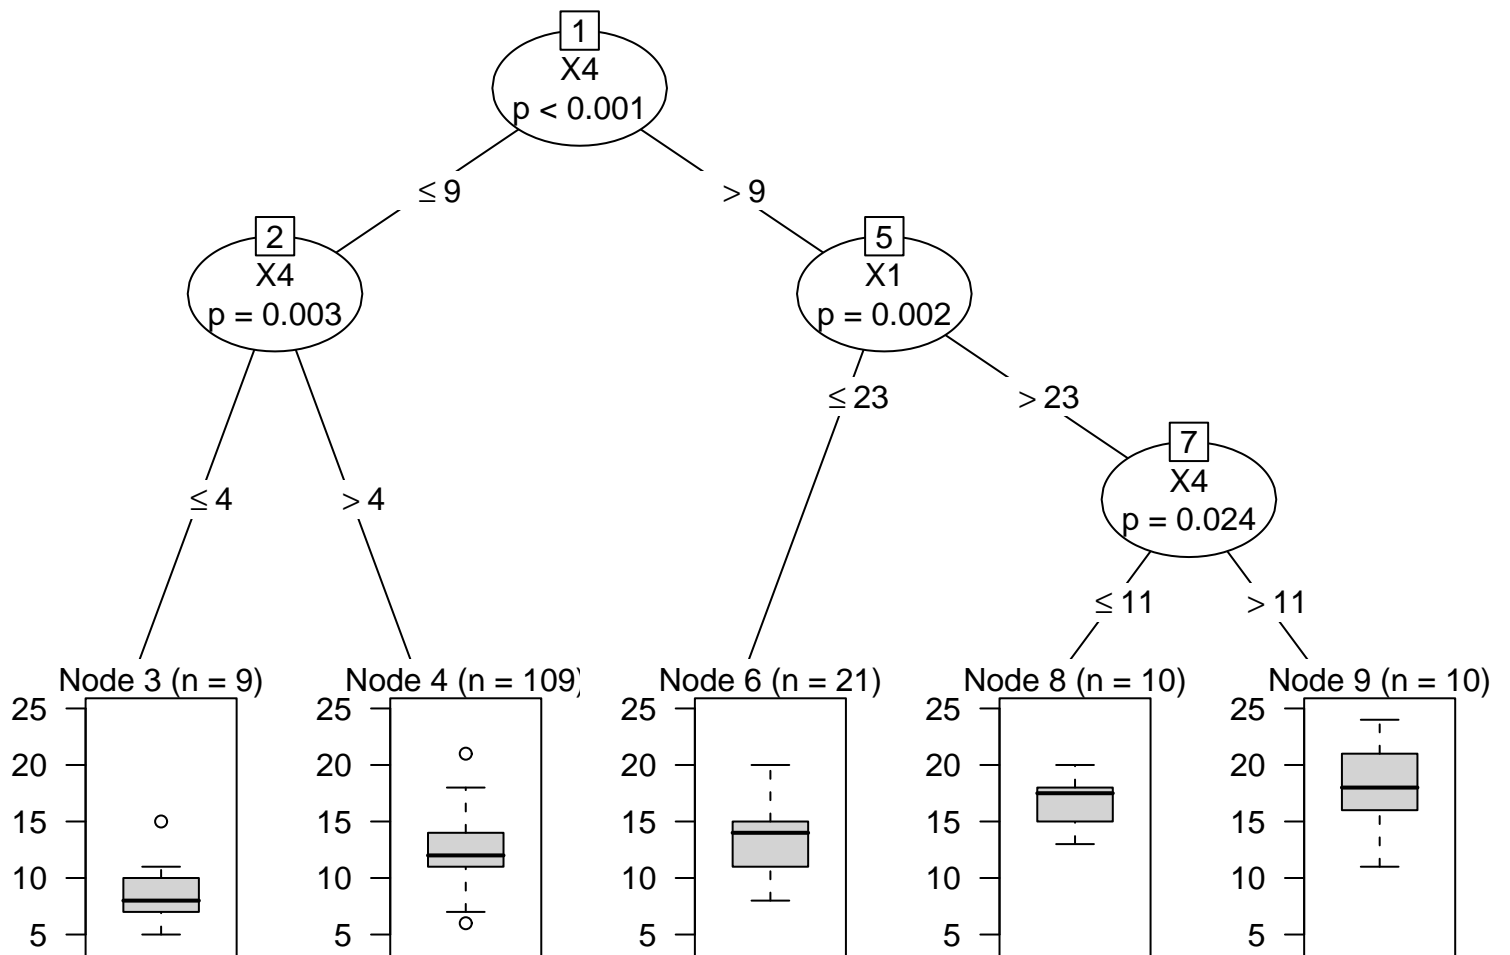 1
X4
p < 0.001
≤ 9
> 9
2
X4
p = 0.003
5
X1
p = 0.002
≤ 23
> 23
7
X4
p = 0.024
≤ 4
> 4
≤ 11
> 11
Node 3 (n = 9)
25
20
15
10
5
Node 4 (n = 109)
25
20
15
10
5
Node 6 (n = 21)
25
20
15
10
5
Node 8 (n = 10)
25
20
15
10
5
Node 9 (n = 10)
25
20
15
10
5